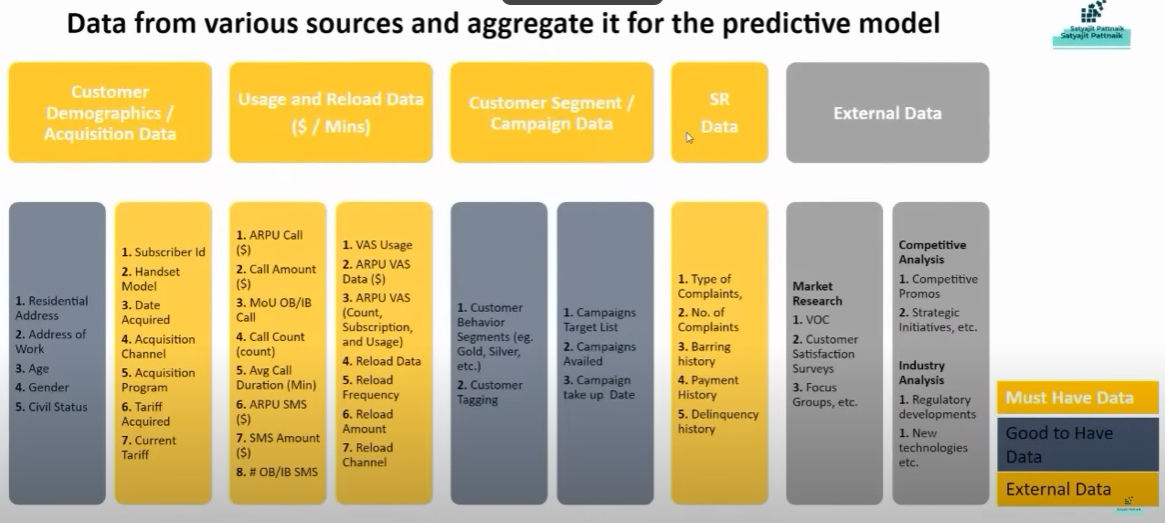 Data from various sources and aggregate it for the predictive model
Satyajit Pattnaik
Satyajit Pattnaik
Customer
Demographics /
Acquisition Data
Usage and Reload Data
($ / Mins)
Customer Segment /
Campaign Data
SR
Data
External Data
1. Residential
Address
2. Address of
Work
3. Age
4. Gender
5. Civil Status
1. Subscriber Id
2. Handset
Model
3. Date
Acquired
4. Acquisition
Channel
5. Acquisition
Program
6. Tariff
Acquired
7. Current
Tariff
1. ARPU Call
($)
2. Call Amount
($)
3. MoU OB/IB
Call
4. Call Count
(count)
5. Avg Call
Duration (Min)
6. ARPU SMS
($)
7. SMS Amount
($)
8. # OB/IB SMS
1. VAS Usage
2. ARPU VAS
Data ($)
3. ARPU VAS
(Count,
Subscription,
and Usage)
4. Reload Data
5. Reload
Frequency
6. Reload
Amount
7. Reload
Channel
1. Customer
Behavior
Segments (eg.
Gold, Silver,
etc.)
2. Customer
Tagging
1. Campaigns
Target List
2. Campaigns
Availed
3. Campaign
take up Date
1. Type of
Complaints,
2. No. of
Complaints
3. Barring
history
4. Payment
History
5. Delinquency
history
Market
Research
1. VOC
2. Customer
Satisfaction
Surveys
3. Focus
Groups, etc.
Competitive
Analysis
1. Competitive
Promos
2. Strategic
Initiatives, etc.
Industry
Analysis
1. Regulatory
developments
1. New
technologies
etc.
Must Have Data
Good to Have
Data
External Data